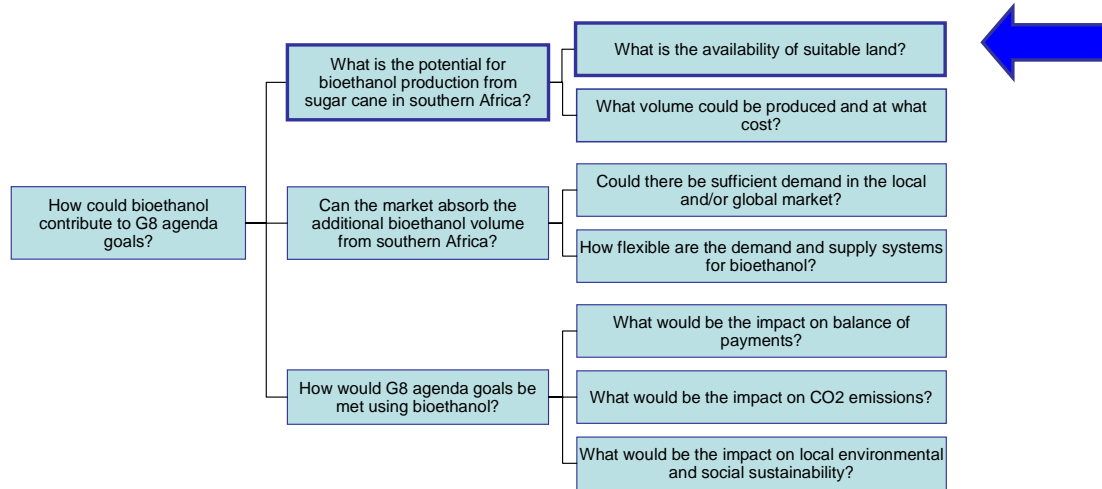 What is the potential for
bioethanol production from
sugar cane in southern Africa?
What is the availability of suitable land?
What volume could be produced and at what
cost?
How could bioethanol
contribute to G8 agenda
goals?
Can the market absorb the
additional bioethanol volume
from southern Africa?
Could there be sufficient demand in the local
and/or global market?
How flexible are the demand and supply systems
for bioethanol?
How would G8 agenda goals be
met using bioethanol?
What would be the impact on balance of
payments?
What would be the impact on CO2 emissions?
What would be the impact on local environmental
and social sustainability?